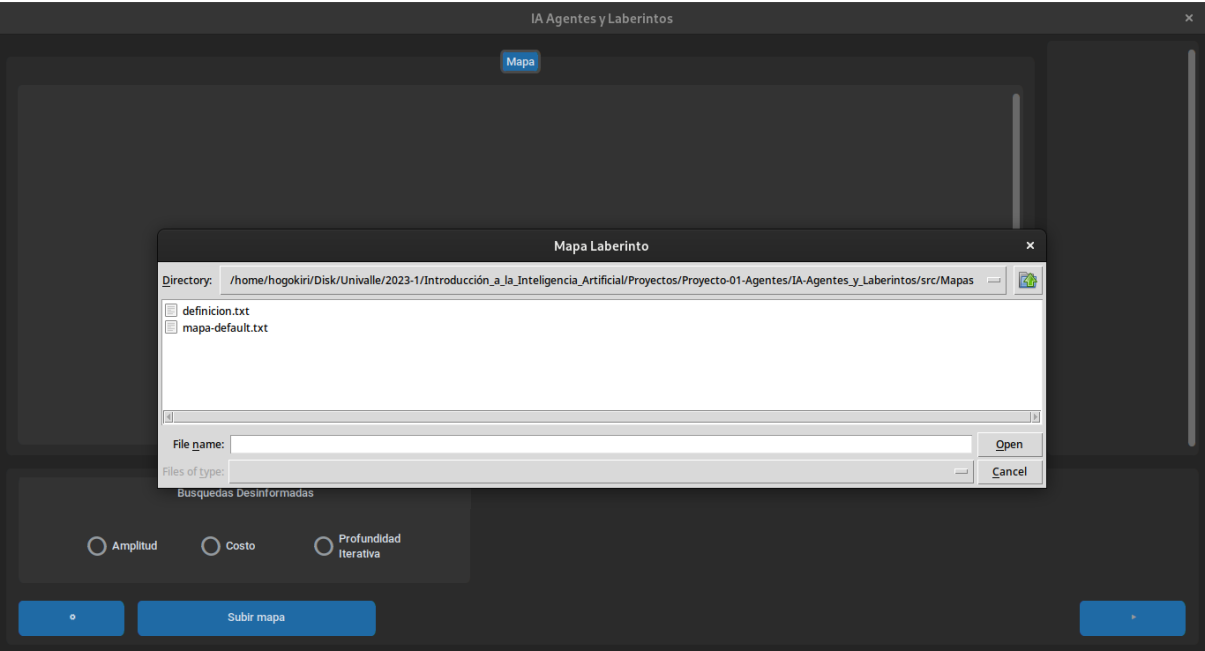 IA Agentes y Laberintos
Mapa
Mapa Laberinto
Directory: /home/hogokiri/Disk/Univalle/2023-1/Introducción_a_la_Inteligencia_Artificial/Proyectos/Proyecto-01-Agentes/IA-Agentes_y_Laberintos/src/Mapas
definicion.txt
mapa-default.txt
File name: Open
Files of type: Cancel
Busquedas Desinformadas
Amplitud Costo Profundidad
Iterativa
Subir mapa